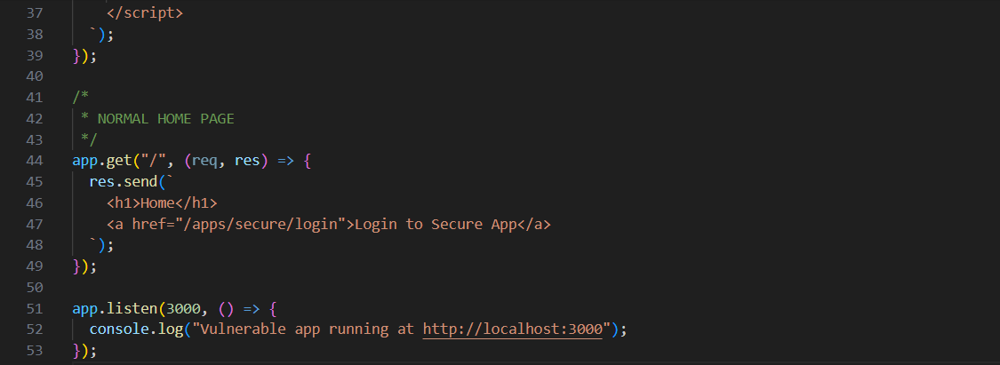 37 </script>
38 `);
39 });
40
41 /*
42 * NORMAL HOME PAGE
43 */
44 app.get("/", (req, res) => {
45 res.send(`
46 <h1>Home</h1>
47 <a href="/apps/secure/login">Login to Secure App</a>
48 `);
49 });
50
51 app.listen(3000, () => {
52 console.log("Vulnerable app running at http://localhost:3000");
53 });